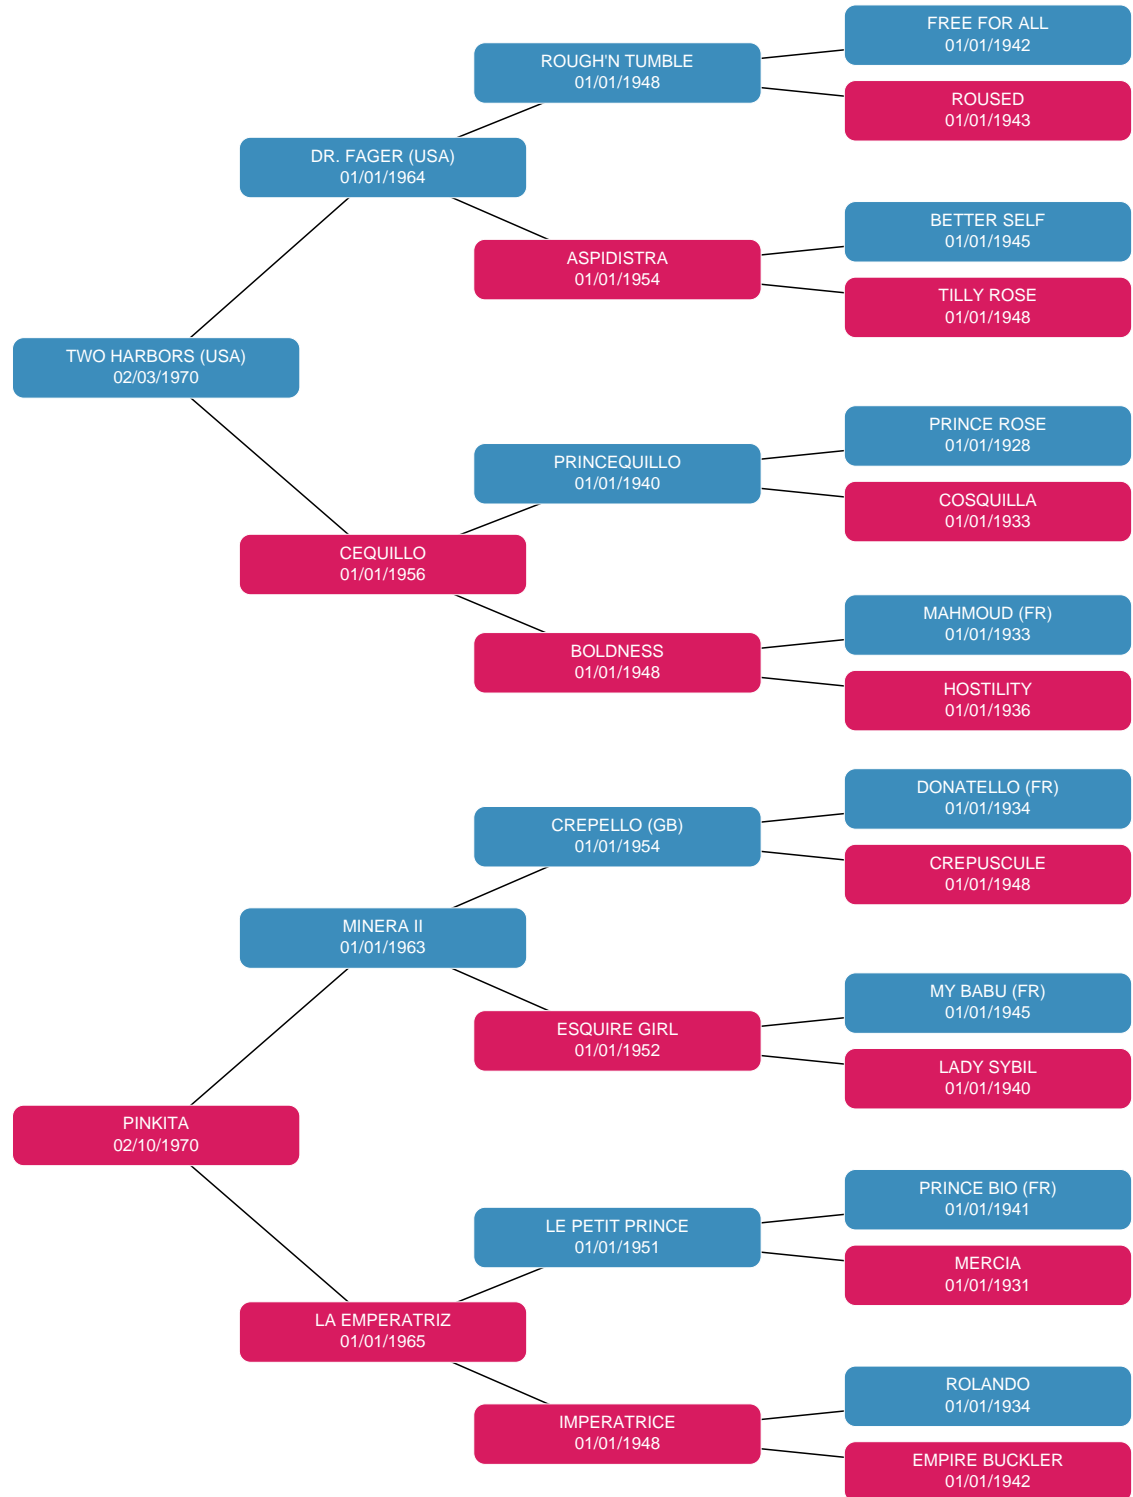 FREE FOR ALL
01/01/1942
ROUGH'N TUMBLE
01/01/1948
ROUSED
01/01/1943
DR. FAGER (USA)
01/01/1964
BETTER SELF
01/01/1945
ASPIDISTRA
01/01/1954
TILLY ROSE
01/01/1948
TWO HARBORS (USA)
02/03/1970
PRINCE ROSE
01/01/1928
PRINCEQUILLO
01/01/1940
COSQUILLA
01/01/1933
CEQUILLO
01/01/1956
MAHMOUD (FR)
01/01/1933
BOLDNESS
01/01/1948
HOSTILITY
01/01/1936
DONATELLO (FR)
01/01/1934
CREPELLO (GB)
01/01/1954
CREPUSCULE
01/01/1948
MINERA II
01/01/1963
MY BABU (FR)
01/01/1945
ESQUIRE GIRL
01/01/1952
LADY SYBIL
01/01/1940
PINKITA
02/10/1970
PRINCE BIO (FR)
01/01/1941
LE PETIT PRINCE
01/01/1951
MERCIA
01/01/1931
LA EMPERATRIZ
01/01/1965
ROLANDO
01/01/1934
IMPERATRICE
01/01/1948
EMPIRE BUCKLER
01/01/1942